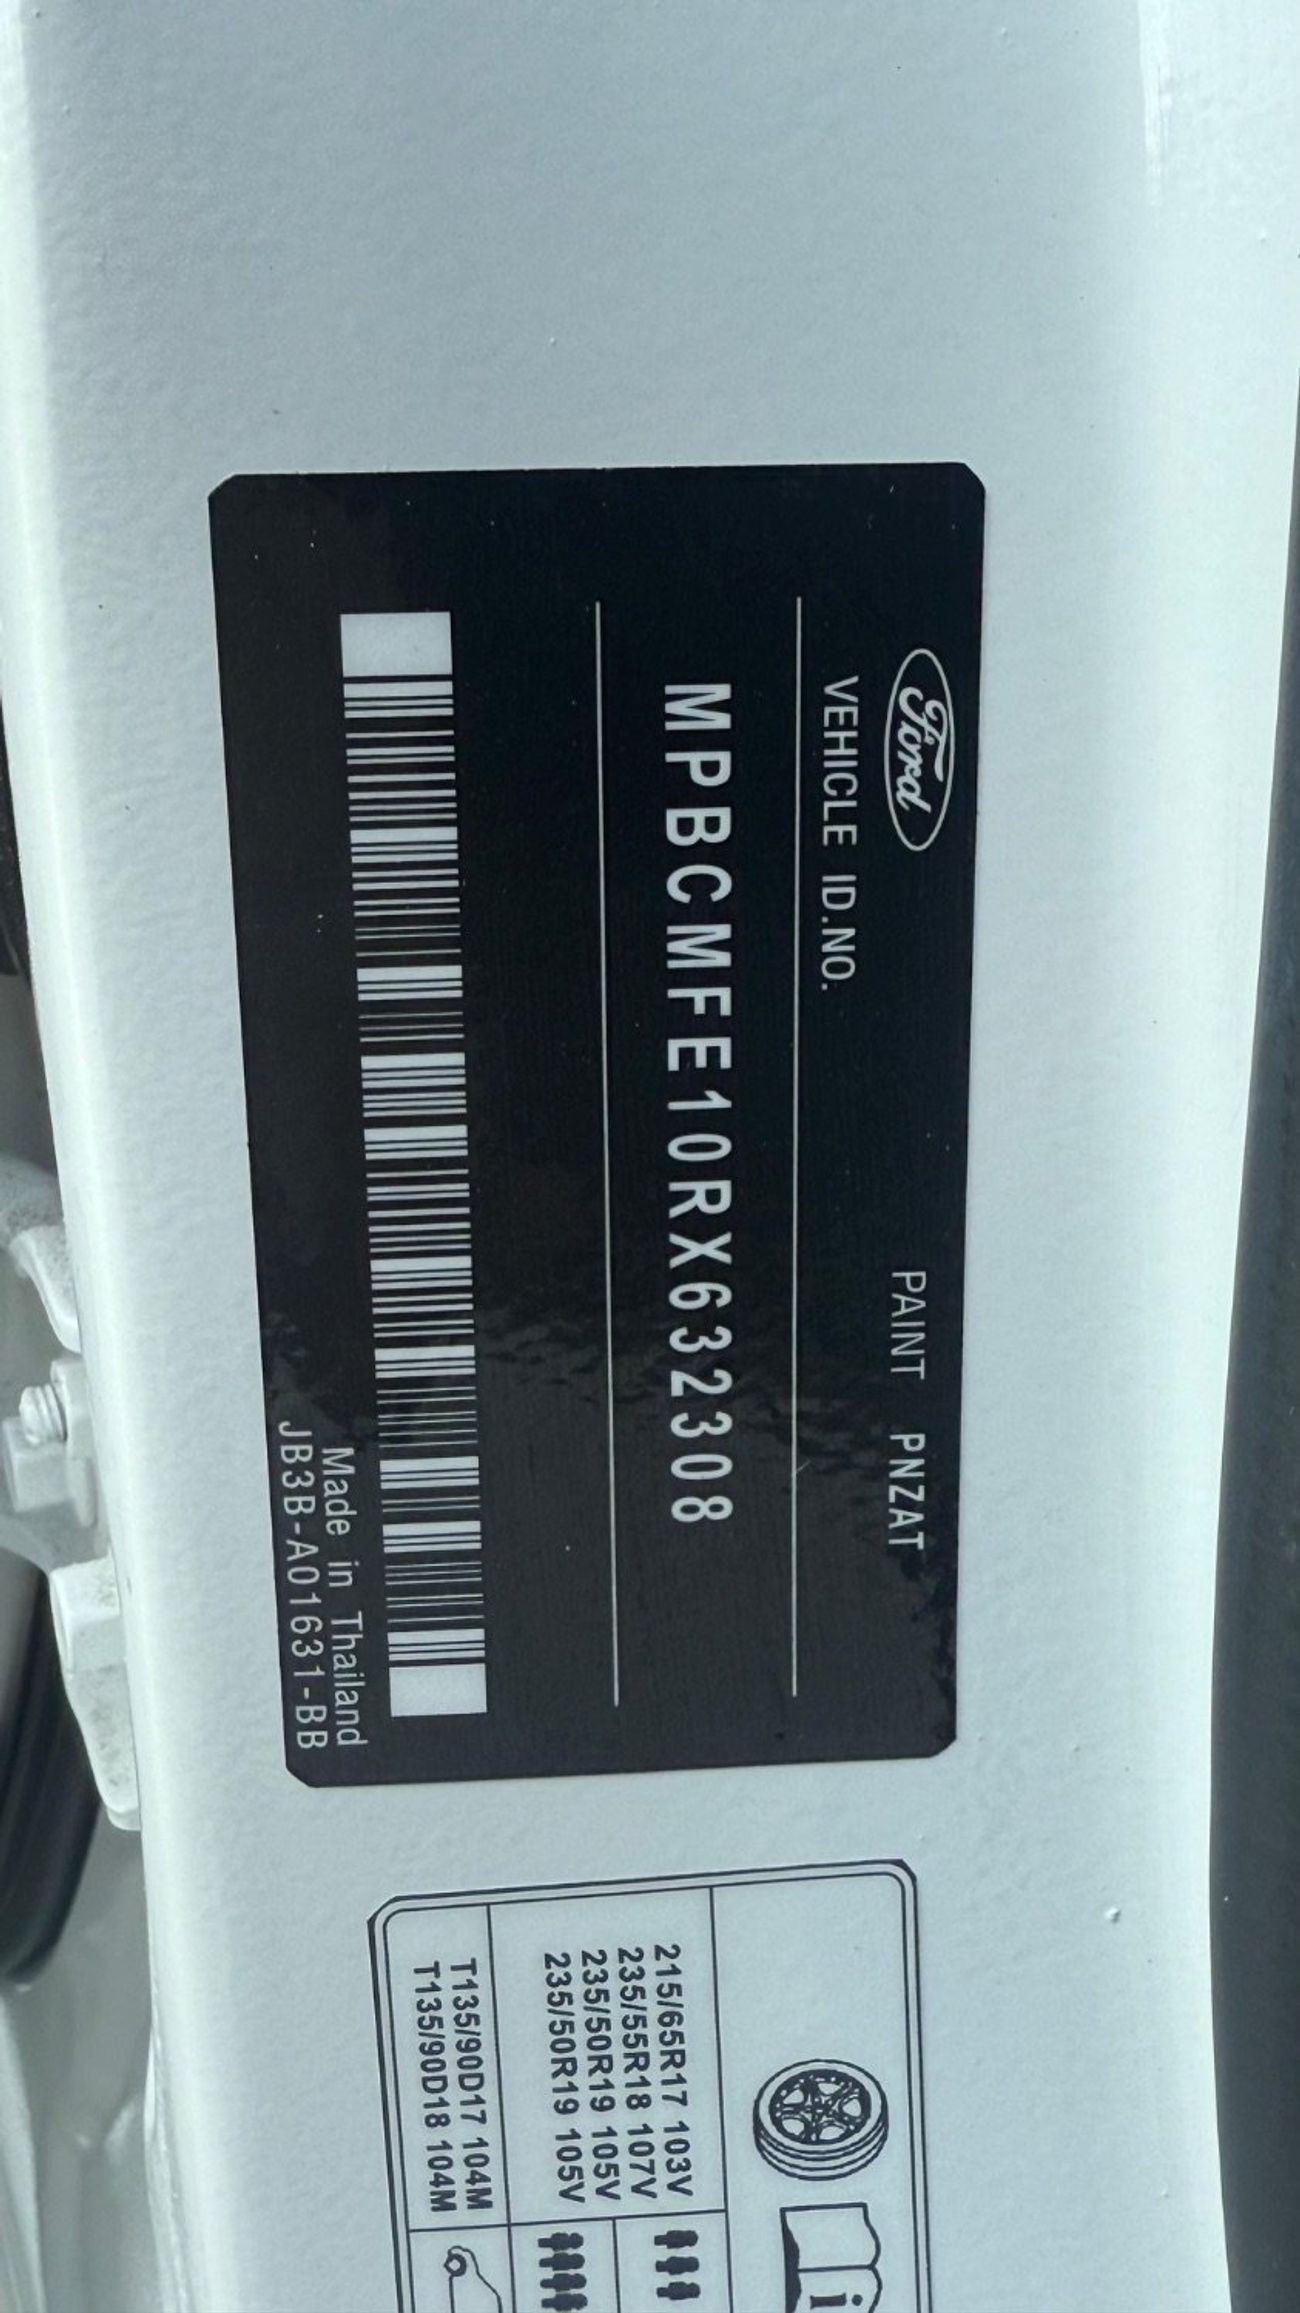 Ford
PAINT PNZAT
VEHICLE ID.NO.
MPBCMFE10RX632308
Made in Thailand
JB3B-A01631-BB
215/65R17 103V
235/55R18 107V
235/50R19 105V
235/50R19 105V
T135/90D17 104M
T135/90D18 104M
i